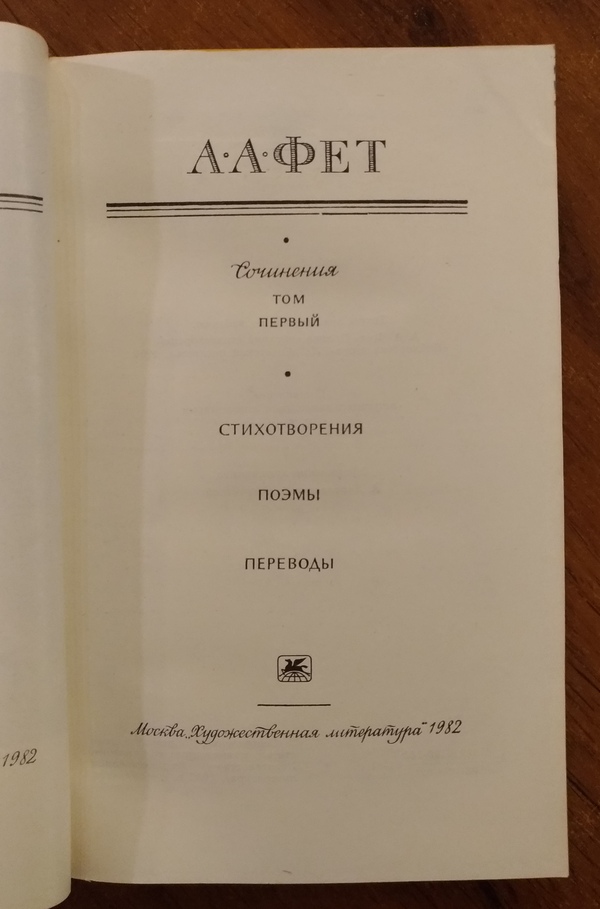 А·А·ФЕТ
Сочинения
ТОМ
ПЕРВЫЙ
СТИХОТВОРЕНИЯ
ПОЭМЫ
ПЕРЕВОДЫ
Москва „Художественная литература“ 1982
1982